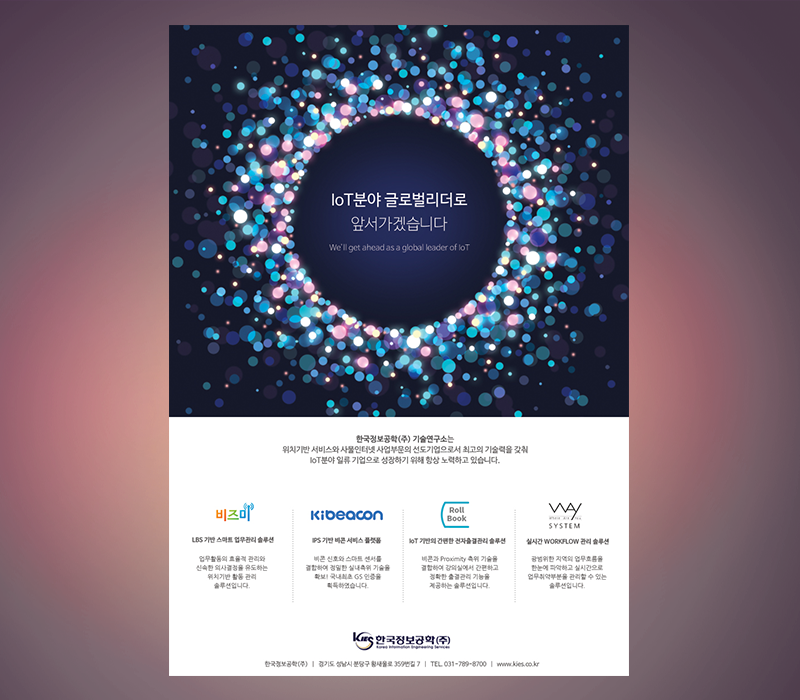 IoT분야 글로벌리더로
앞서가겠습니다
We'll get ahead as a global leader of IoT
한국정보공학(주) 기술연구소는
위치기반 서비스와 사물인터넷 사업부문의 선도기업으로서 최고의 기술력을 갖춰
IoT분야 일류 기업으로 성장하기 위해 항상 노력하고 있습니다.
비즈미
LBS 기반 스마트 업무관리 솔루션
업무활동의 효율적 관리와
신속한 의사결정을 유도하는
위치기반 활동 관리
솔루션입니다.
Kibeacon
IPS 기반 비콘 서비스 플랫폼
비콘 신호와 스마트 센서를
결합하여 정밀한 실내측위 기술을
확보! 국내최초 GS 인증을
획득하였습니다.
Roll
Book
IoT 기반의 간편한 전자출결관리 솔루션
비콘과 Proximity 측위 기술을
결합하여 강의실에서 간편하고
정확한 출결관리 기능을
제공하는 솔루션입니다.
WAY
SYSTEM
실시간 WORKFLOW 관리 솔루션
광범위한 지역의 업무흐름을
한눈에 파악하고 실시간으로
업무취약부분을 관리할 수 있는
솔루션입니다.
KIES 한국정보공학(주)
Korea Information Engineering Services
한국정보공학(주) | 경기도 성남시 분당구 황새울로 359번길 7 | TEL. 031-789-8700 | www.kies.co.kr